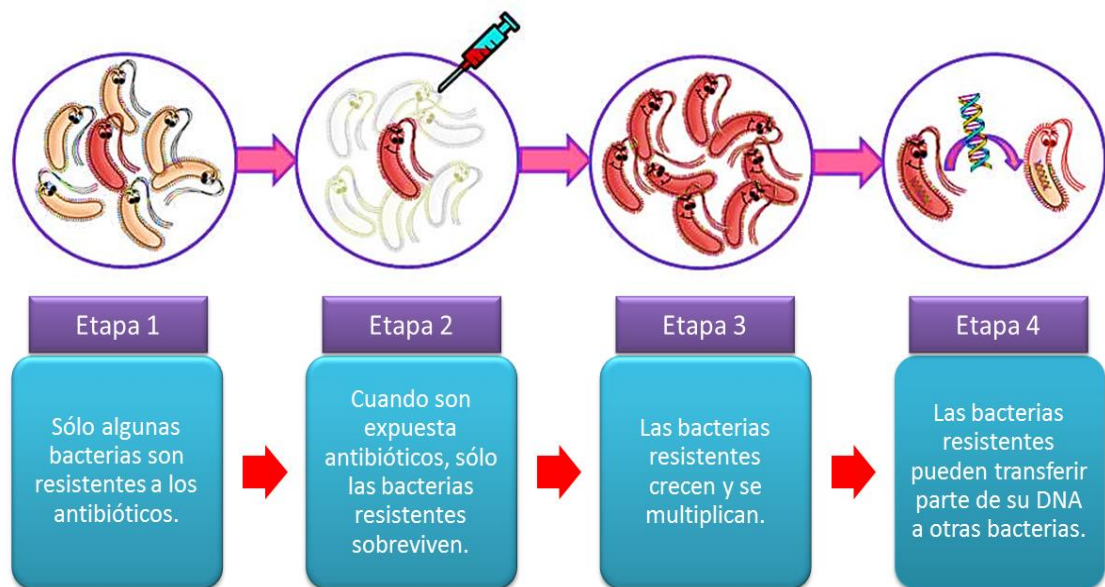 Etapa 1
Sólo algunas
bacterias son
resistentes a los
antibióticos.
Etapa 2
Cuando son
expuesta
antibióticos, sólo
las bacterias
resistentes
sobreviven.
Etapa 3
Las bacterias
resistentes
crecen y se
multiplican.
Etapa 4
Las bacterias
resistentes
pueden transferir
parte de su DNA
a otras bacterias.